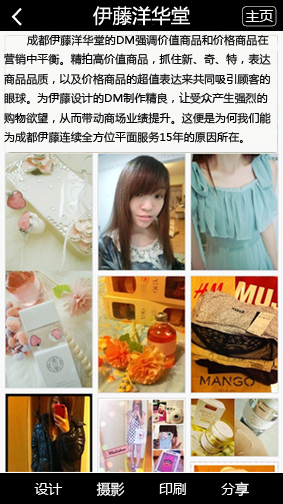 伊藤洋华堂
主页
成都伊藤洋华堂的DM强调价值商品和价格商品在
营销中平衡。精拍高价值商品，抓住新、奇、特，表达
商品品质，以及价格商品的超值表达来共同吸引顾客的
眼球。为伊藤设计的DM制作精良，让受众产生强烈的
购物欲望，从而带动商场业绩提升。这便是为何我们能
为成都伊藤连续全方位平面服务15年的原因所在。
H&M
MU
MANGO
设计
摄影
印刷
分享